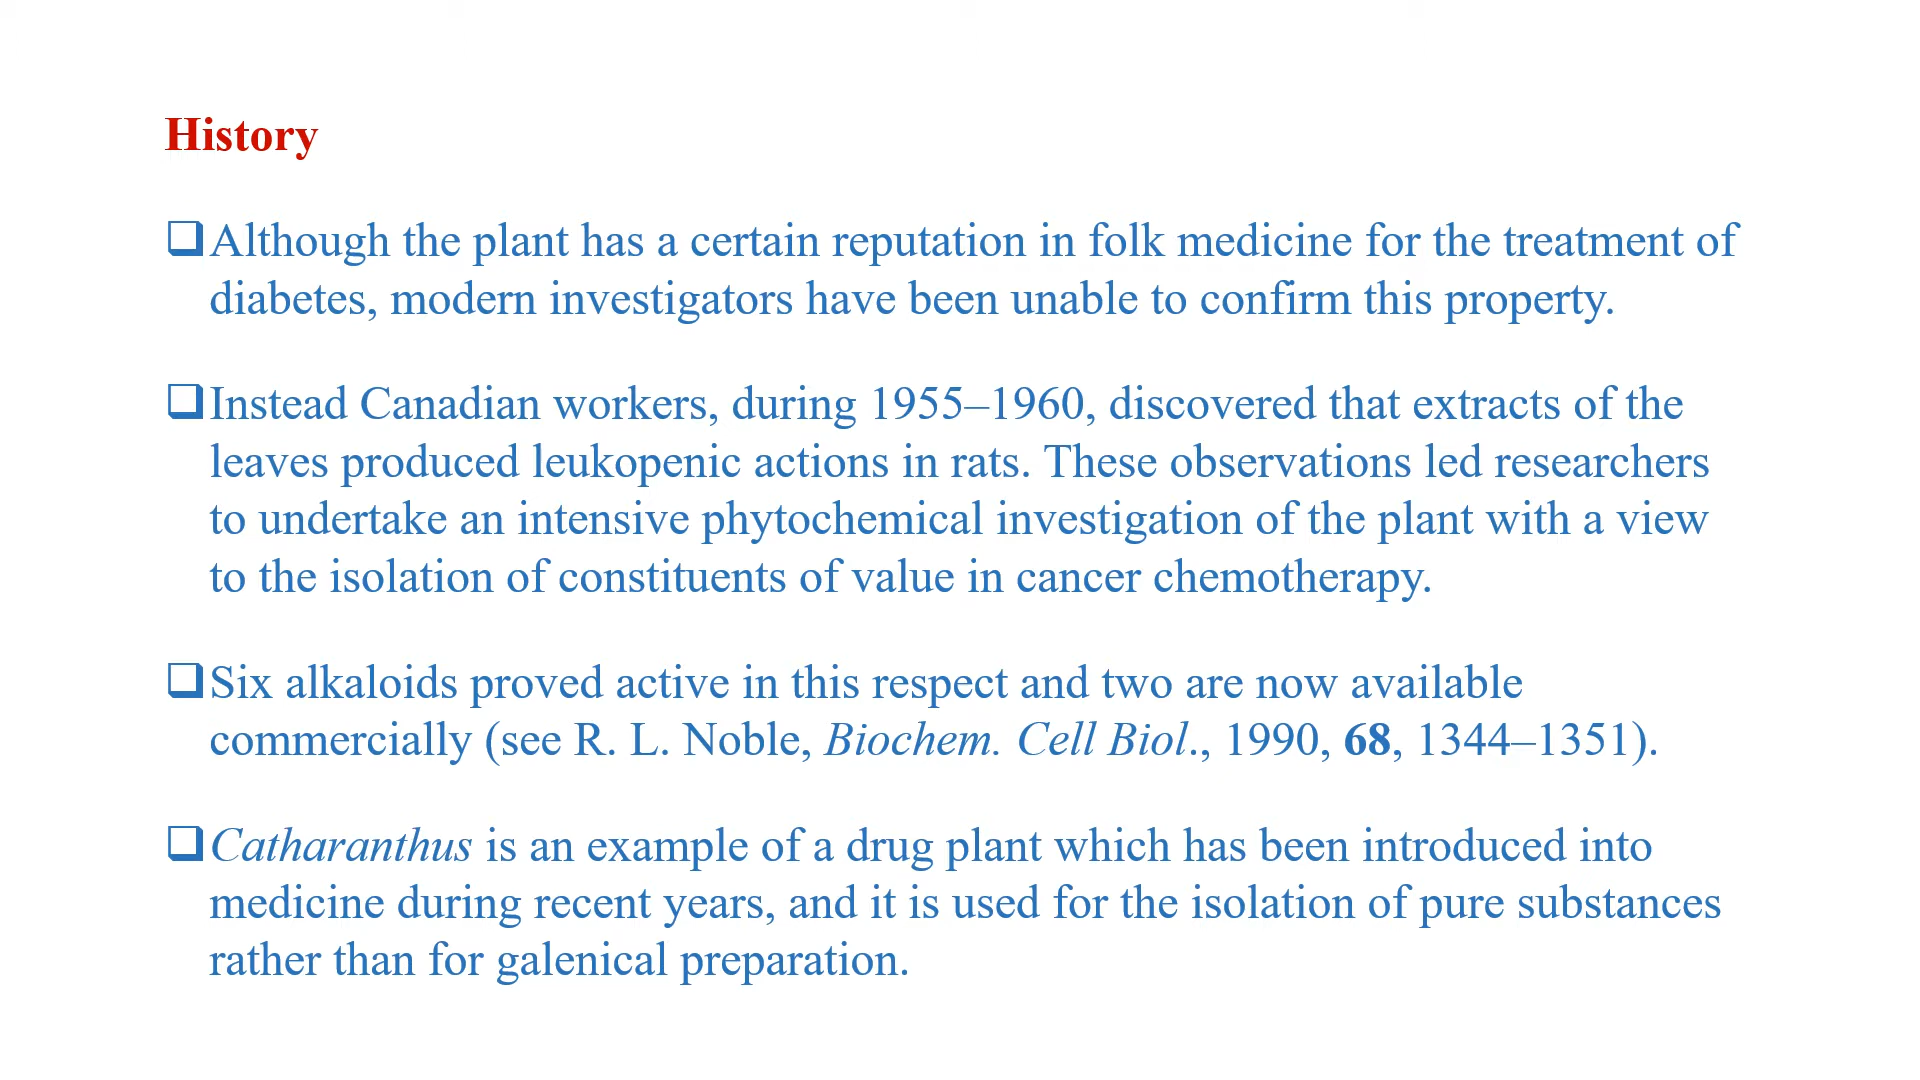 History
❑Although the plant has a certain reputation in folk medicine for the treatment of
diabetes, modern investigators have been unable to confirm this property.
❑Instead Canadian workers, during 1955–1960, discovered that extracts of the
leaves produced leukopenic actions in rats. These observations led researchers
to undertake an intensive phytochemical investigation of the plant with a view
to the isolation of constituents of value in cancer chemotherapy.
❑Six alkaloids proved active in this respect and two are now available
commercially (see R. L. Noble, Biochem. Cell Biol., 1990, 68, 1344–1351).
❑Catharanthus is an example of a drug plant which has been introduced into
medicine during recent years, and it is used for the isolation of pure substances
rather than for galenical preparation.